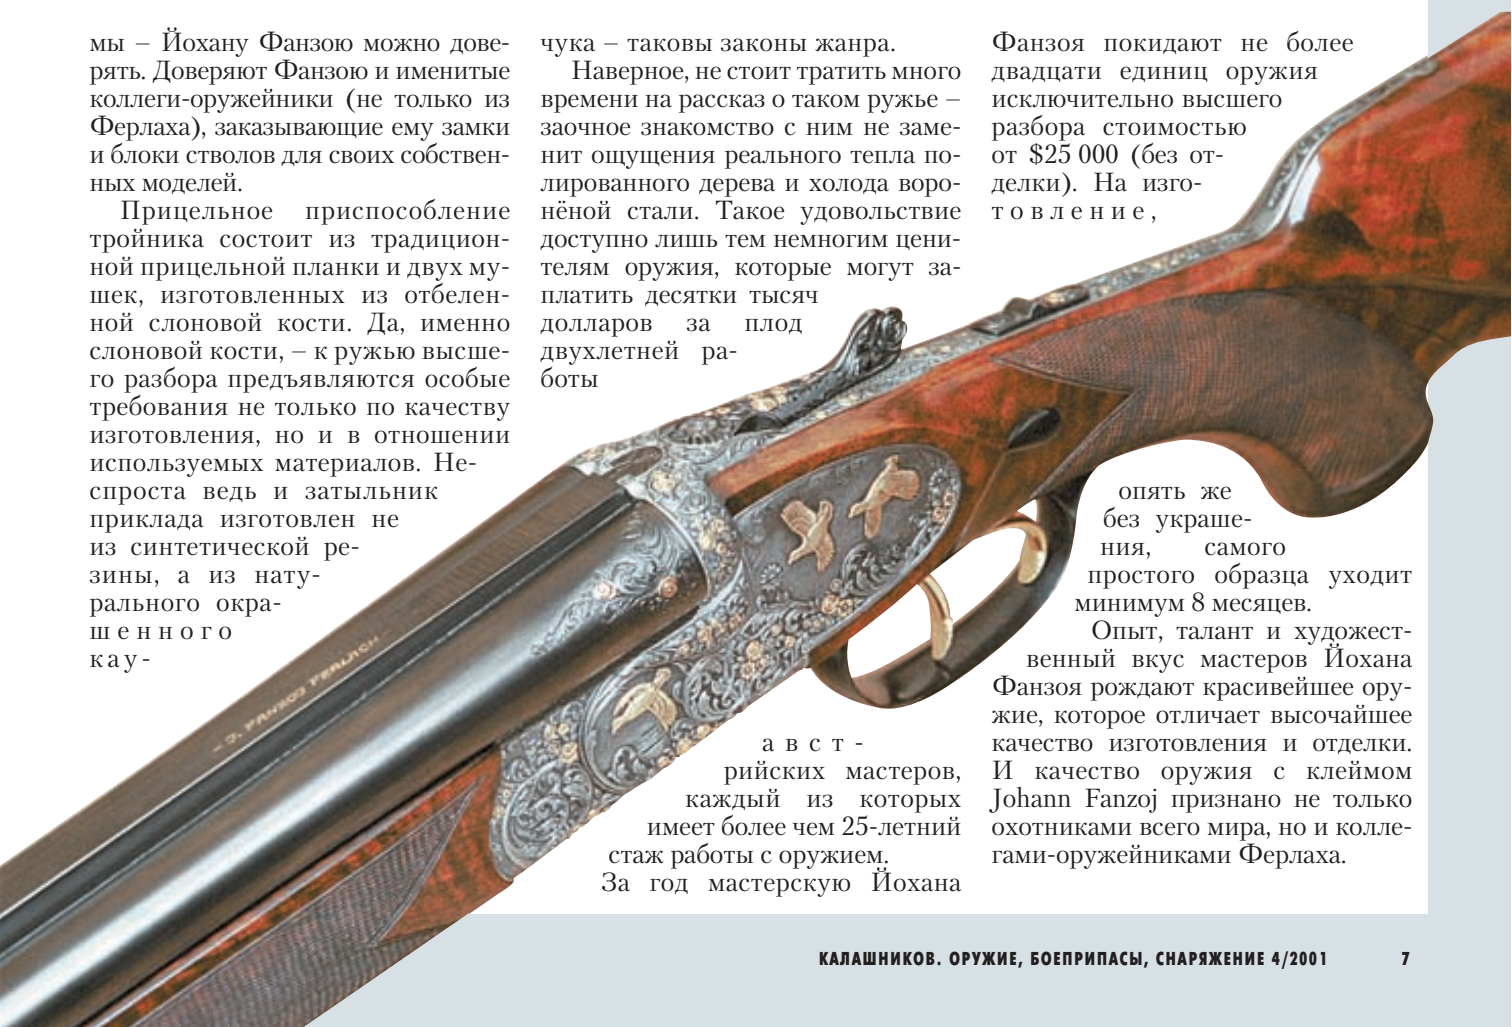 мы – Йохану Фанзою можно дове-
рять. Доверяют Фанзою и именитые
коллеги-оружейники (не только из
Ферлаха), заказывающие ему замки
и блоки стволов для своих собствен-
ных моделей.
Прицельное приспособление
тройника состоит из традицион-
ной прицельной планки и двух му-
шек, изготовленных из отбелен-
ной слоновой кости. Да, именно
слоновой кости, – к ружью высше-
го разбора предъявляются особые
требования не только по качеству
изготовления, но и в отношении
используемых материалов. Не-
спроста ведь и затыльник
приклада изготовлен не
из синтетической ре-
зины, а из нату-
рального окра-
шенного
кау-
чука – таковы законы жанра.
Наверное, не стоит тратить много
времени на рассказ о таком ружье –
заочное знакомство с ним не заме-
нит ощущения реального тепла по-
лированного дерева и холода воро-
нёной стали. Такое удовольствие
доступно лишь тем немногим цени-
телям оружия, которые могут за-
платить десятки тысяч
долларов за плод
двухлетней ра-
боты
авст-
рийских мастеров,
каждый из которых
имеет более чем 25-летний
стаж работы с оружием.
За год мастерскую Йохана
Фанзоя покидают не более
двадцати единиц оружия
исключительно высшего
разбора стоимостью
от $25 000 (без от-
делки). На изго-
товление,
опять же
без украше-
ния, самого
простого образца уходит
минимум 8 месяцев.
Опыт, талант и художест-
венный вкус мастеров Йохана
Фанзоя рождают красивейшее ору-
жие, которое отличает высочайшее
качество изготовления и отделки.
И качество оружия с клеймом
Johann Fanzoj признано не только
охотниками всего мира, но и колле-
гами-оружейниками Ферлаха.
– J. FANZOJ FERLACH –
КАЛАШНИКОВ. ОРУЖИЕ, БОЕПРИПАСЫ, СНАРЯЖЕНИЕ 4/2001 7